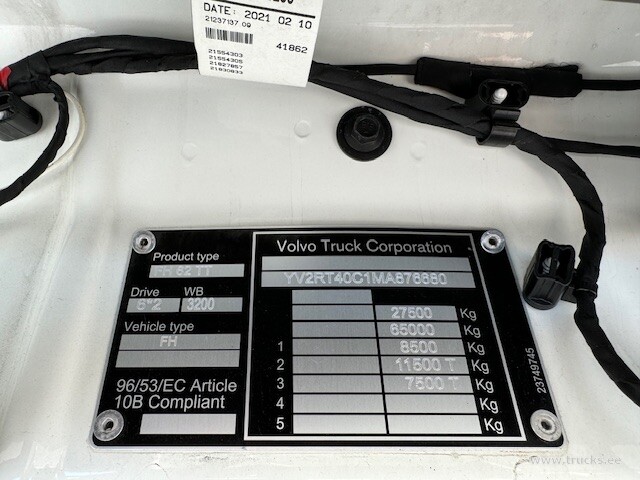 DATE: 2021 02 10
21237137.09
41862
21554303
21554305
21827857
21930833
Volvo Truck Corporation
YV2RT40C1MA876680
Product type
FH 62 TT
Drive WB
6*2 3200
Vehicle type
FH
96/53/EC Article
10B Compliant
27500 Kg
65000 Kg
1 8500 Kg
2 11500 T Kg
3 7500 T Kg
4 Kg
5 Kg
23749745
www.trucks.ee